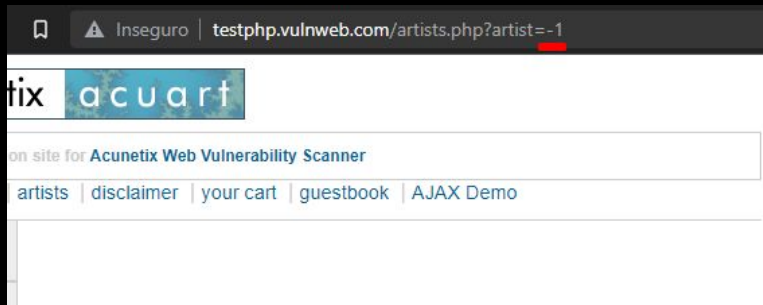 Inseguro | testphp.vulnweb.com/artists.php?artist=-1
tix acuart
on site for Acunetix Web Vulnerability Scanner
| artists | disclaimer | your cart | guestbook | AJAX Demo